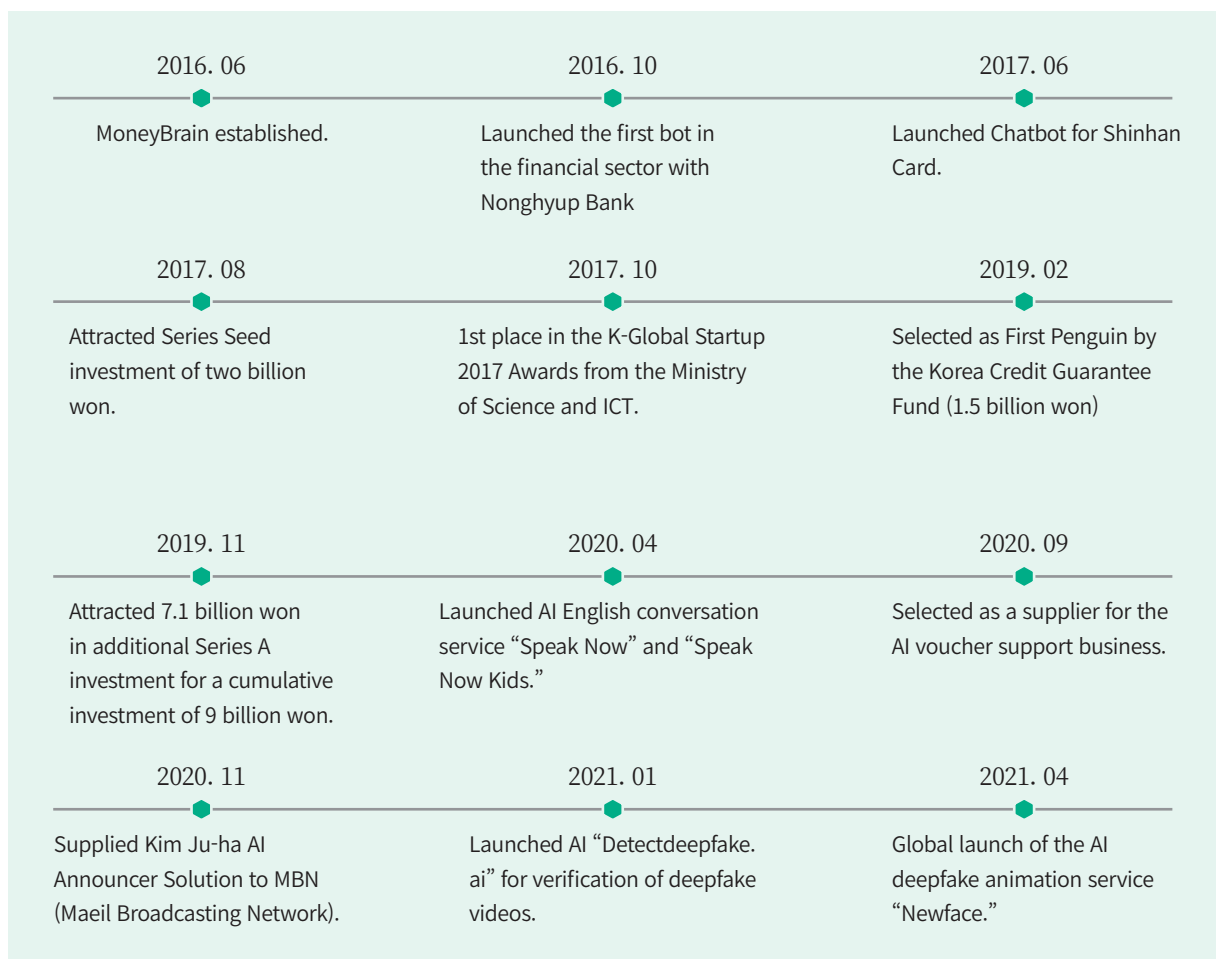 2016. 06
MoneyBrain established.
2016. 10
Launched the first bot in
the financial sector with
Nonghyup Bank
2017. 06
Launched Chatbot for Shinhan
Card.
2017. 08
Attracted Series Seed
investment of two billion
won.
2017. 10
1st place in the K-Global Startup
2017 Awards from the Ministry
of Science and ICT.
2019. 02
Selected as First Penguin by
the Korea Credit Guarantee
Fund (1.5 billion won)
2019. 11
Attracted 7.1 billion won
in additional Series A
investment for a cumulative
investment of 9 billion won.
2020. 04
Launched AI English conversation
service “Speak Now” and “Speak
Now Kids.”
2020. 09
Selected as a supplier for the
AI voucher support business.
2020. 11
Supplied Kim Ju-ha AI
Announcer Solution to MBN
(Maeil Broadcasting Network).
2021. 01
Launched AI “Detectdeepfake.
ai” for verification of deepfake
videos.
2021. 04
Global launch of the AI
deepfake animation service
“Newface.”